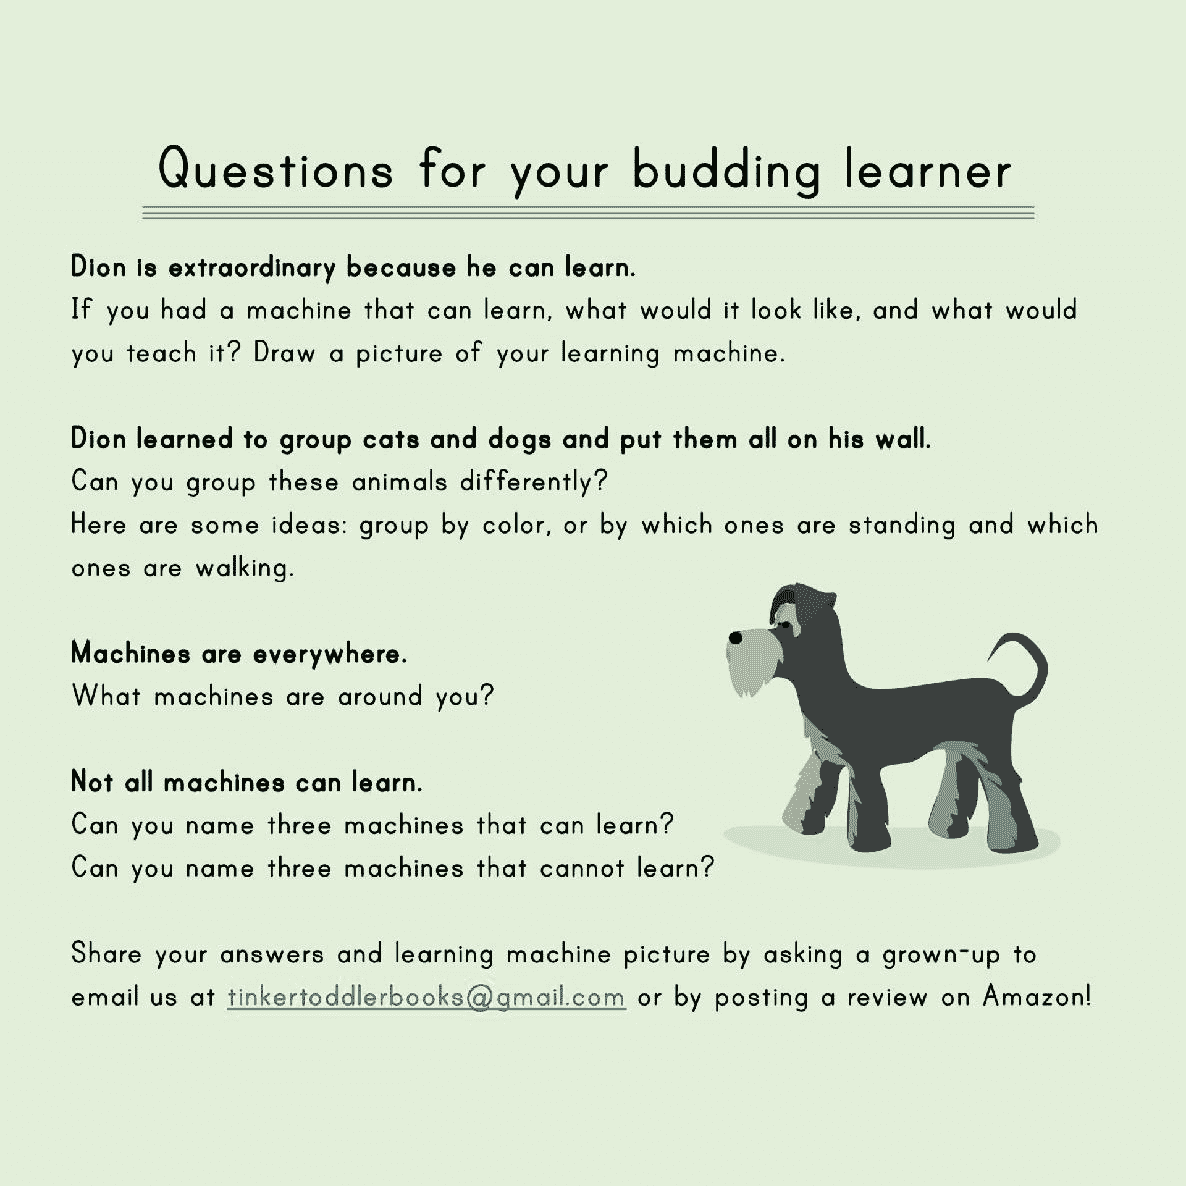 Questions for your budding learner
Dion is extraordinary because he can learn.
If you had a machine that can learn, what would it look like, and what would
you teach it? Draw a picture of your learning machine.
Dion learned to group cats and dogs and put them all on his wall.
Can you group these animals differently?
Here are some ideas: group by color, or by which ones are standing and which
ones are walking.
Machines are everywhere.
What machines are around you?
Not all machines can learn.
Can you name three machines that can learn?
Can you name three machines that cannot learn?
Share your answers and learning machine picture by asking a grown-up to
email us at tinkertoddlerbooks@gmail.com or by posting a review on Amazon!